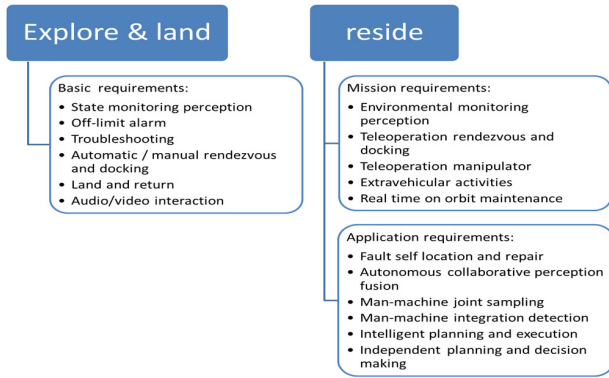 Explore & land
Basic requirements:
• State monitoring perception
• Off-limit alarm
• Troubleshooting
• Automatic / manual rendezvous
and docking
• Land and return
• Audio/video interaction
reside
Mission requirements:
• Environmental monitoring
perception
• Teleoperation rendezvous and
docking
• Teleoperation manipulator
• Extravehicular activities
• Real time on orbit maintenance
Application requirements:
• Fault self location and repair
• Autonomous collaborative perception
fusion
• Man-machine joint sampling
• Man-machine integration detection
• Intelligent planning and execution
• Independent planning and decision
making